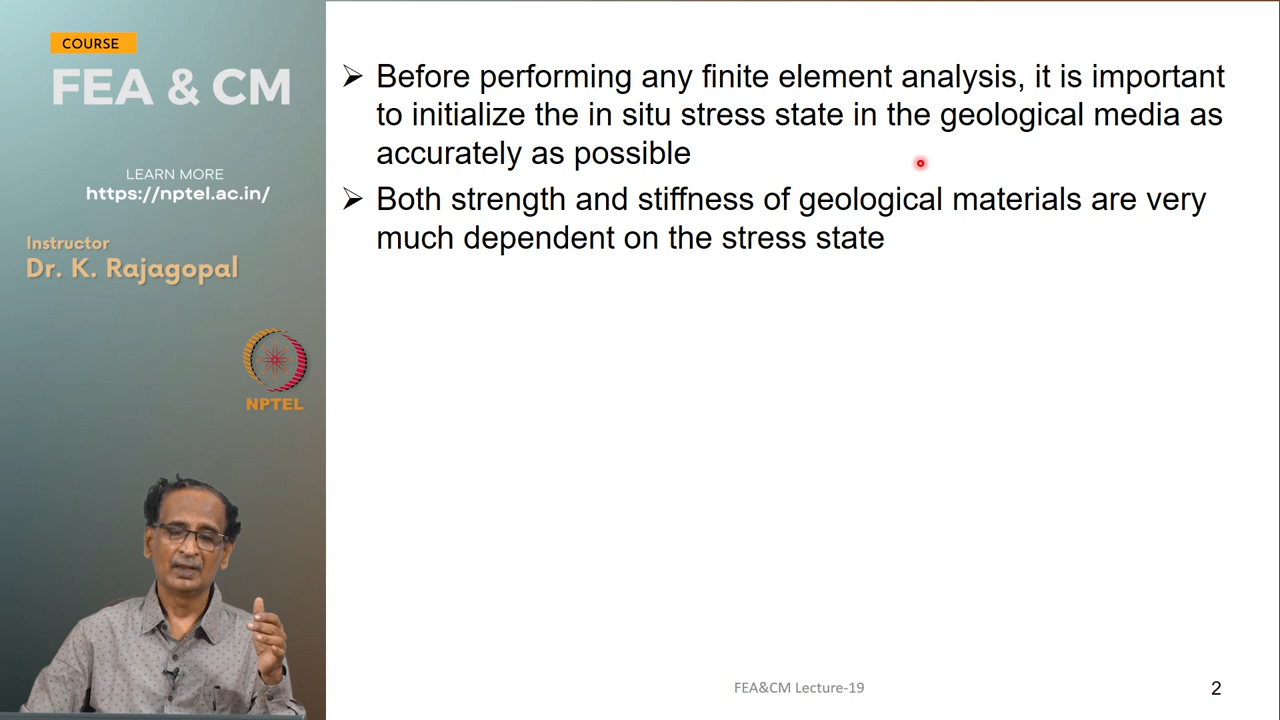 COURSE
FEA & CM
LEARN MORE
https://nptel.ac.in/
Instructor
Dr. K. Rajagopal
NPTEL
➢ Before performing any finite element analysis, it is important
to initialize the in situ stress state in the geological media as
accurately as possible
➢ Both strength and stiffness of geological materials are very
much dependent on the stress state
FEA&CM Lecture-19
2